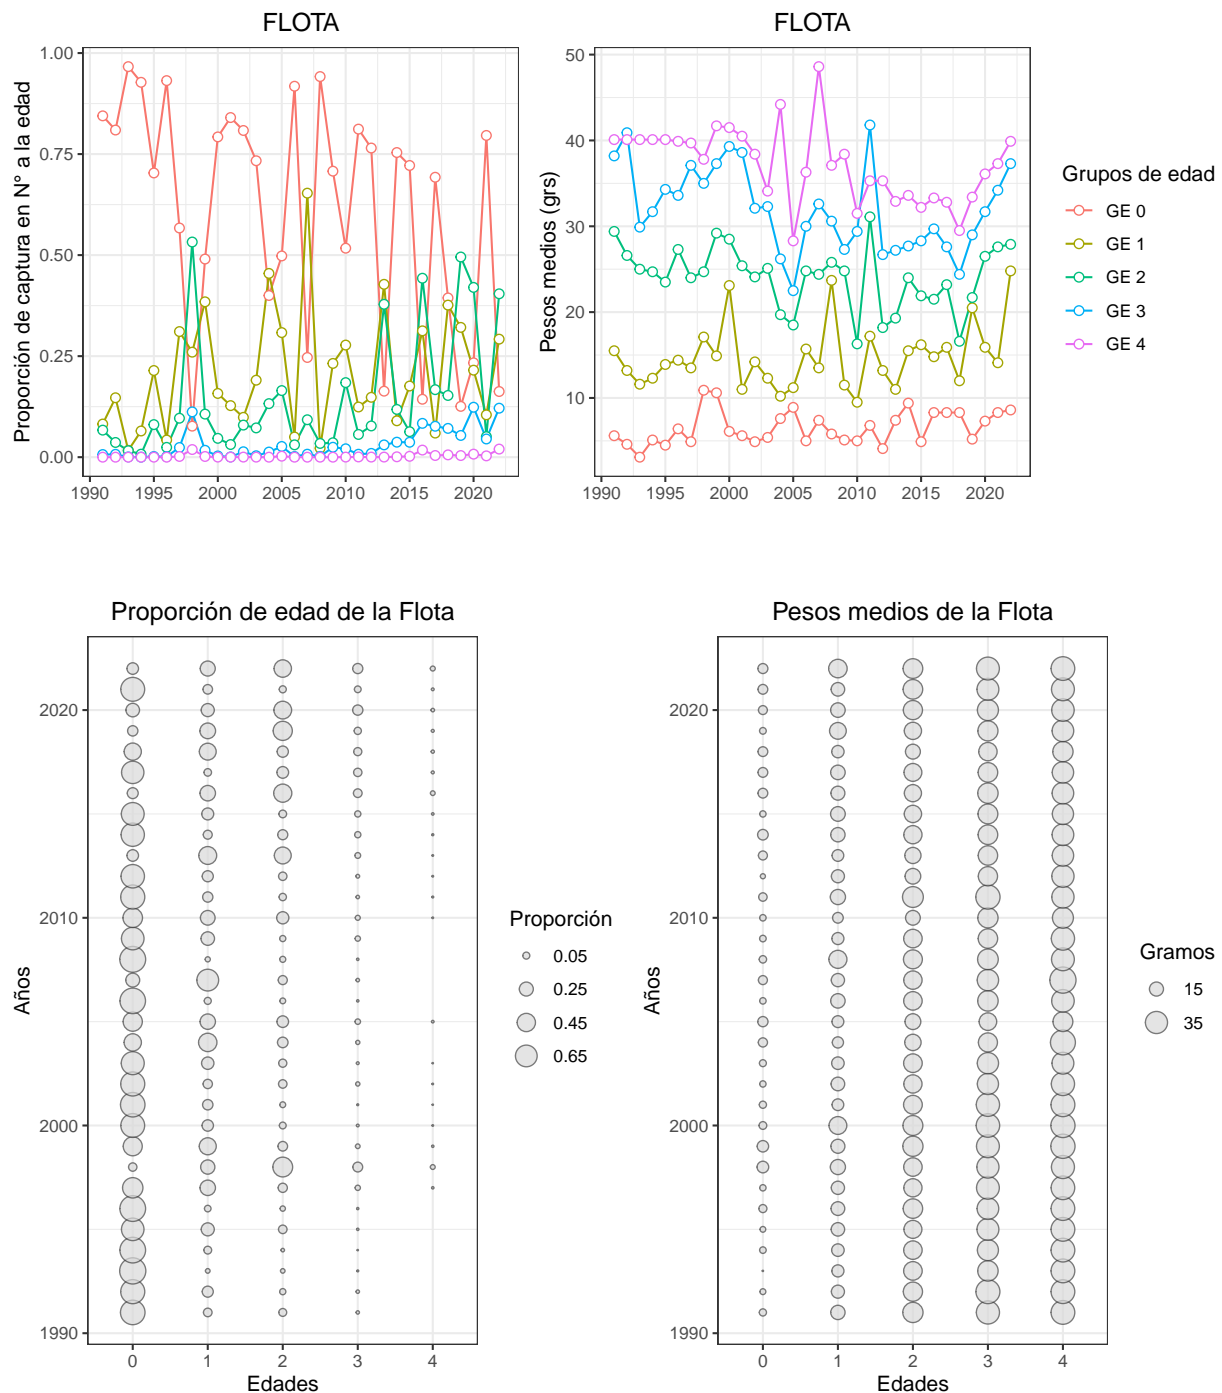 FLOTA
Proporción de captura en N° a la edad
1.00
0.75
0.50
0.25
0.00
1990 1995 2000 2005 2010 2015 2020
FLOTA
Pesos medios (grs)
50
40
30
20
10
1990 1995 2000 2005 2010 2015 2020
Grupos de edad
GE 0
GE 1
GE 2
GE 3
GE 4
Proporción de edad de la Flota
Años
2020
2010
2000
1990
0 1 2 3 4
Edades
Proporción
0.05
0.25
0.45
0.65
Pesos medios de la Flota
Años
2020
2010
2000
1990
0 1 2 3 4
Edades
Gramos
15
35